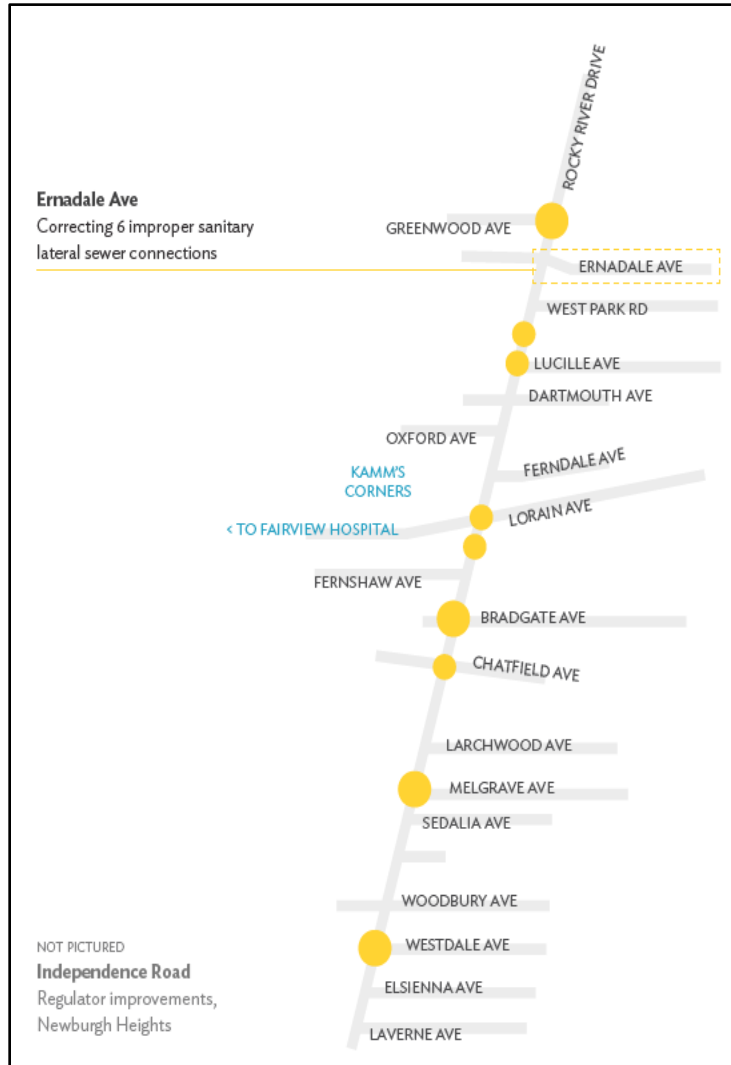 ROCKY RIVER DRIVE
Ernadale Ave
Correcting 6 improper sanitary
lateral sewer connections
GREENWOOD AVE
ERNADALE AVE
WEST PARK RD
LUCILLE AVE
DARTMOUTH AVE
OXFORD AVE
FERNDALE AVE
KAMM'S
CORNERS
LORAIN AVE
< TO FAIRVIEW HOSPITAL
FERNSHAW AVE
BRADGATE AVE
CHATFIELD AVE
LARCHWOOD AVE
MELGRAVE AVE
SEDALIA AVE
WOODBURY AVE
WESTDALE AVE
NOT PICTURED
Independence Road
Regulator improvements,
Newburgh Heights
ELSIENNA AVE
LAVERNE AVE